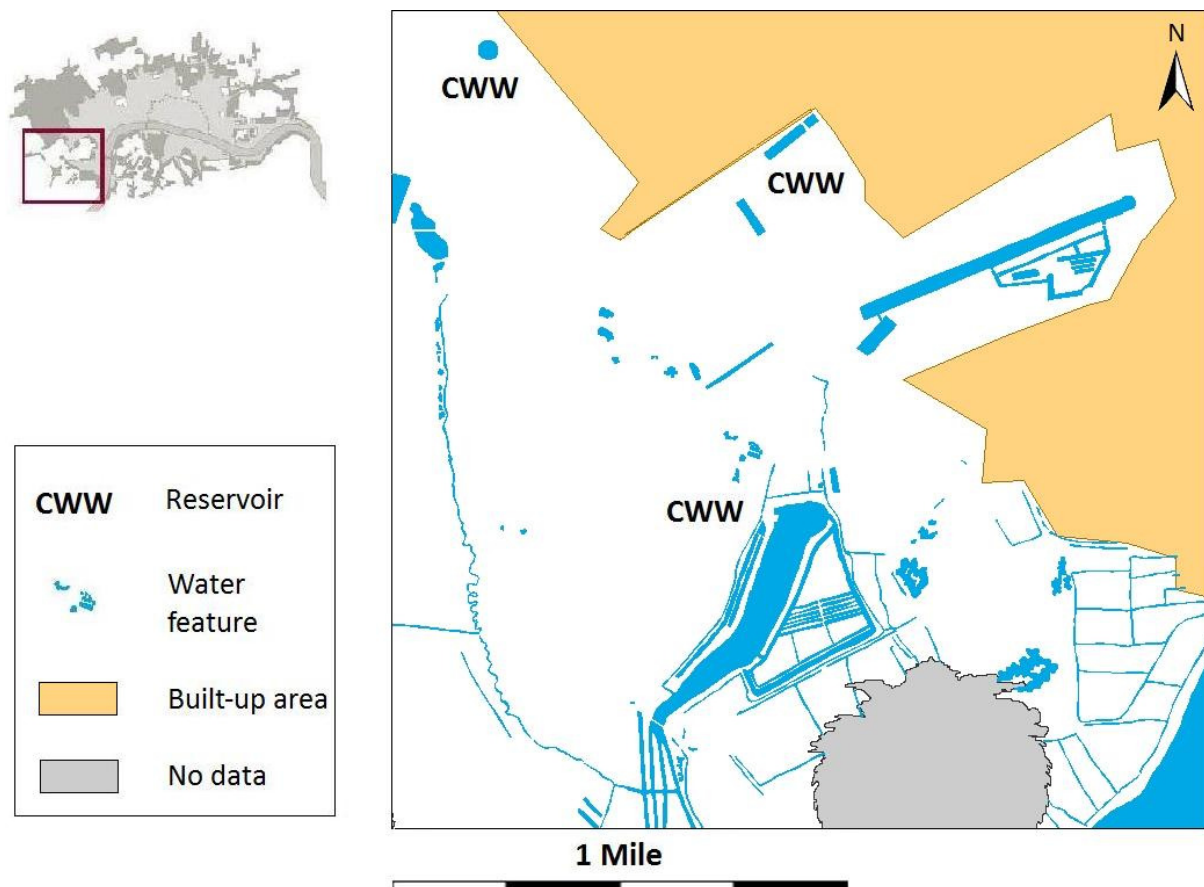 N
CWW
CWW
CWW
CWW Reservoir
Water
feature
Built-up area
No data
1 Mile